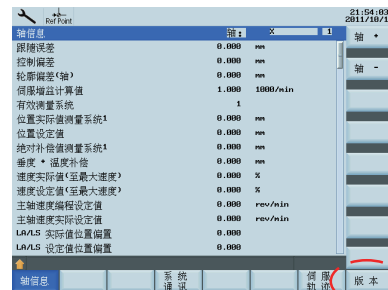 Ref Point
21:54:03
2011/10/1
轴信息 轴: X 1
轴 +
跟随误差 0.000 mm
控制偏差 0.000 mm
轴 -
轮廓偏差(轴) 0.000 mm
伺服增益计算值 1.000 1000/min
有效测量系统 1
位置实际值测量系统1 0.000 mm
位置设定值 0.000 mm
绝对补偿值测量系统1 0.000 mm
垂度 + 温度补偿 0.000 mm
速度实际值(至最大速度) 0.000 %
速度设定值(至最大速度) 0.000 %
主轴速度编程设定值 0.000 rev/min
主轴速度实际设定值 0.000 rev/min
LA/LS 实际值位置偏置 0.000
LA/LS 设定值位置偏置 0.000
轴信息 系统通讯 伺服轨迹 版本